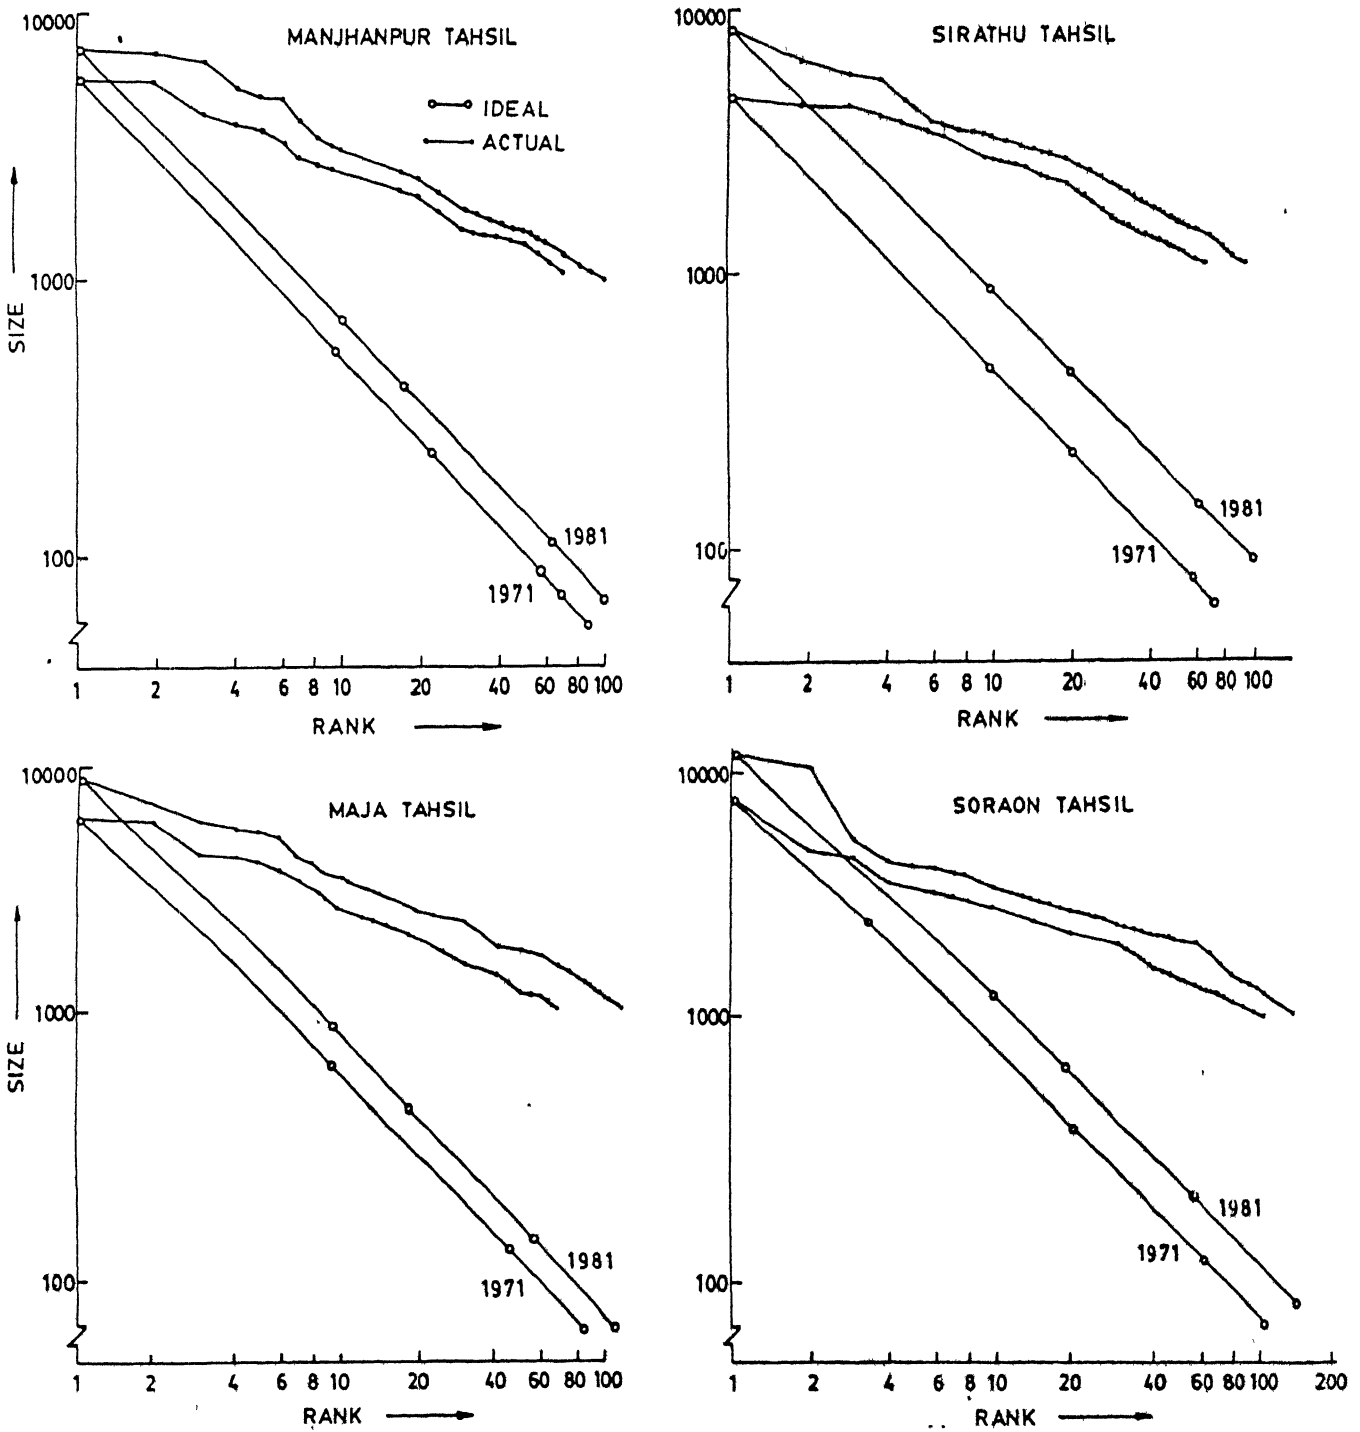 MANJHANPUR TAHSIL
IDEAL
ACTUAL
10000
1000
100
SIZE
1981
1971
1 2 4 6 8 10 20 40 60 80 100
RANK
SIRATHU TAHSIL
10000
1000
100
1981
1971
1 2 4 6 8 10 20 40 60 80 100
RANK
MAJA TAHSIL
10000
1000
100
SIZE
1981
1971
1 2 4 6 8 10 20 40 60 80 100
RANK
SORAON TAHSIL
10000
1000
100
1981
1971
1 2 4 6 8 10 20 40 60 80 100 200
RANK